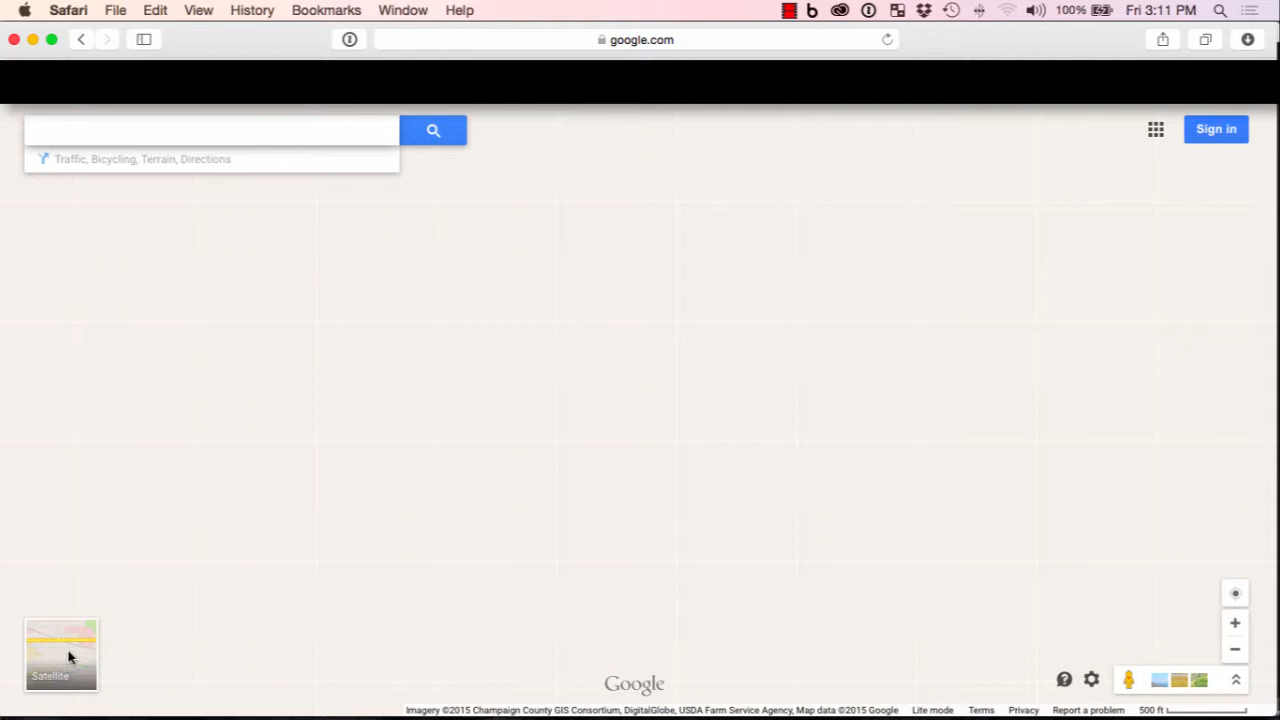 Safari File Edit View History Bookmarks Window Help 100% Fri 3:11 PM
google.com
Sign in
Traffic, Bicycling, Terrain, Directions
Satellite
Google
Imagery ©2015 Champaign County GIS Consortium, DigitalGlobe, USDA Farm Service Agency, Map data ©2015 Google Lite mode Terms Privacy Report a problem 500 ft